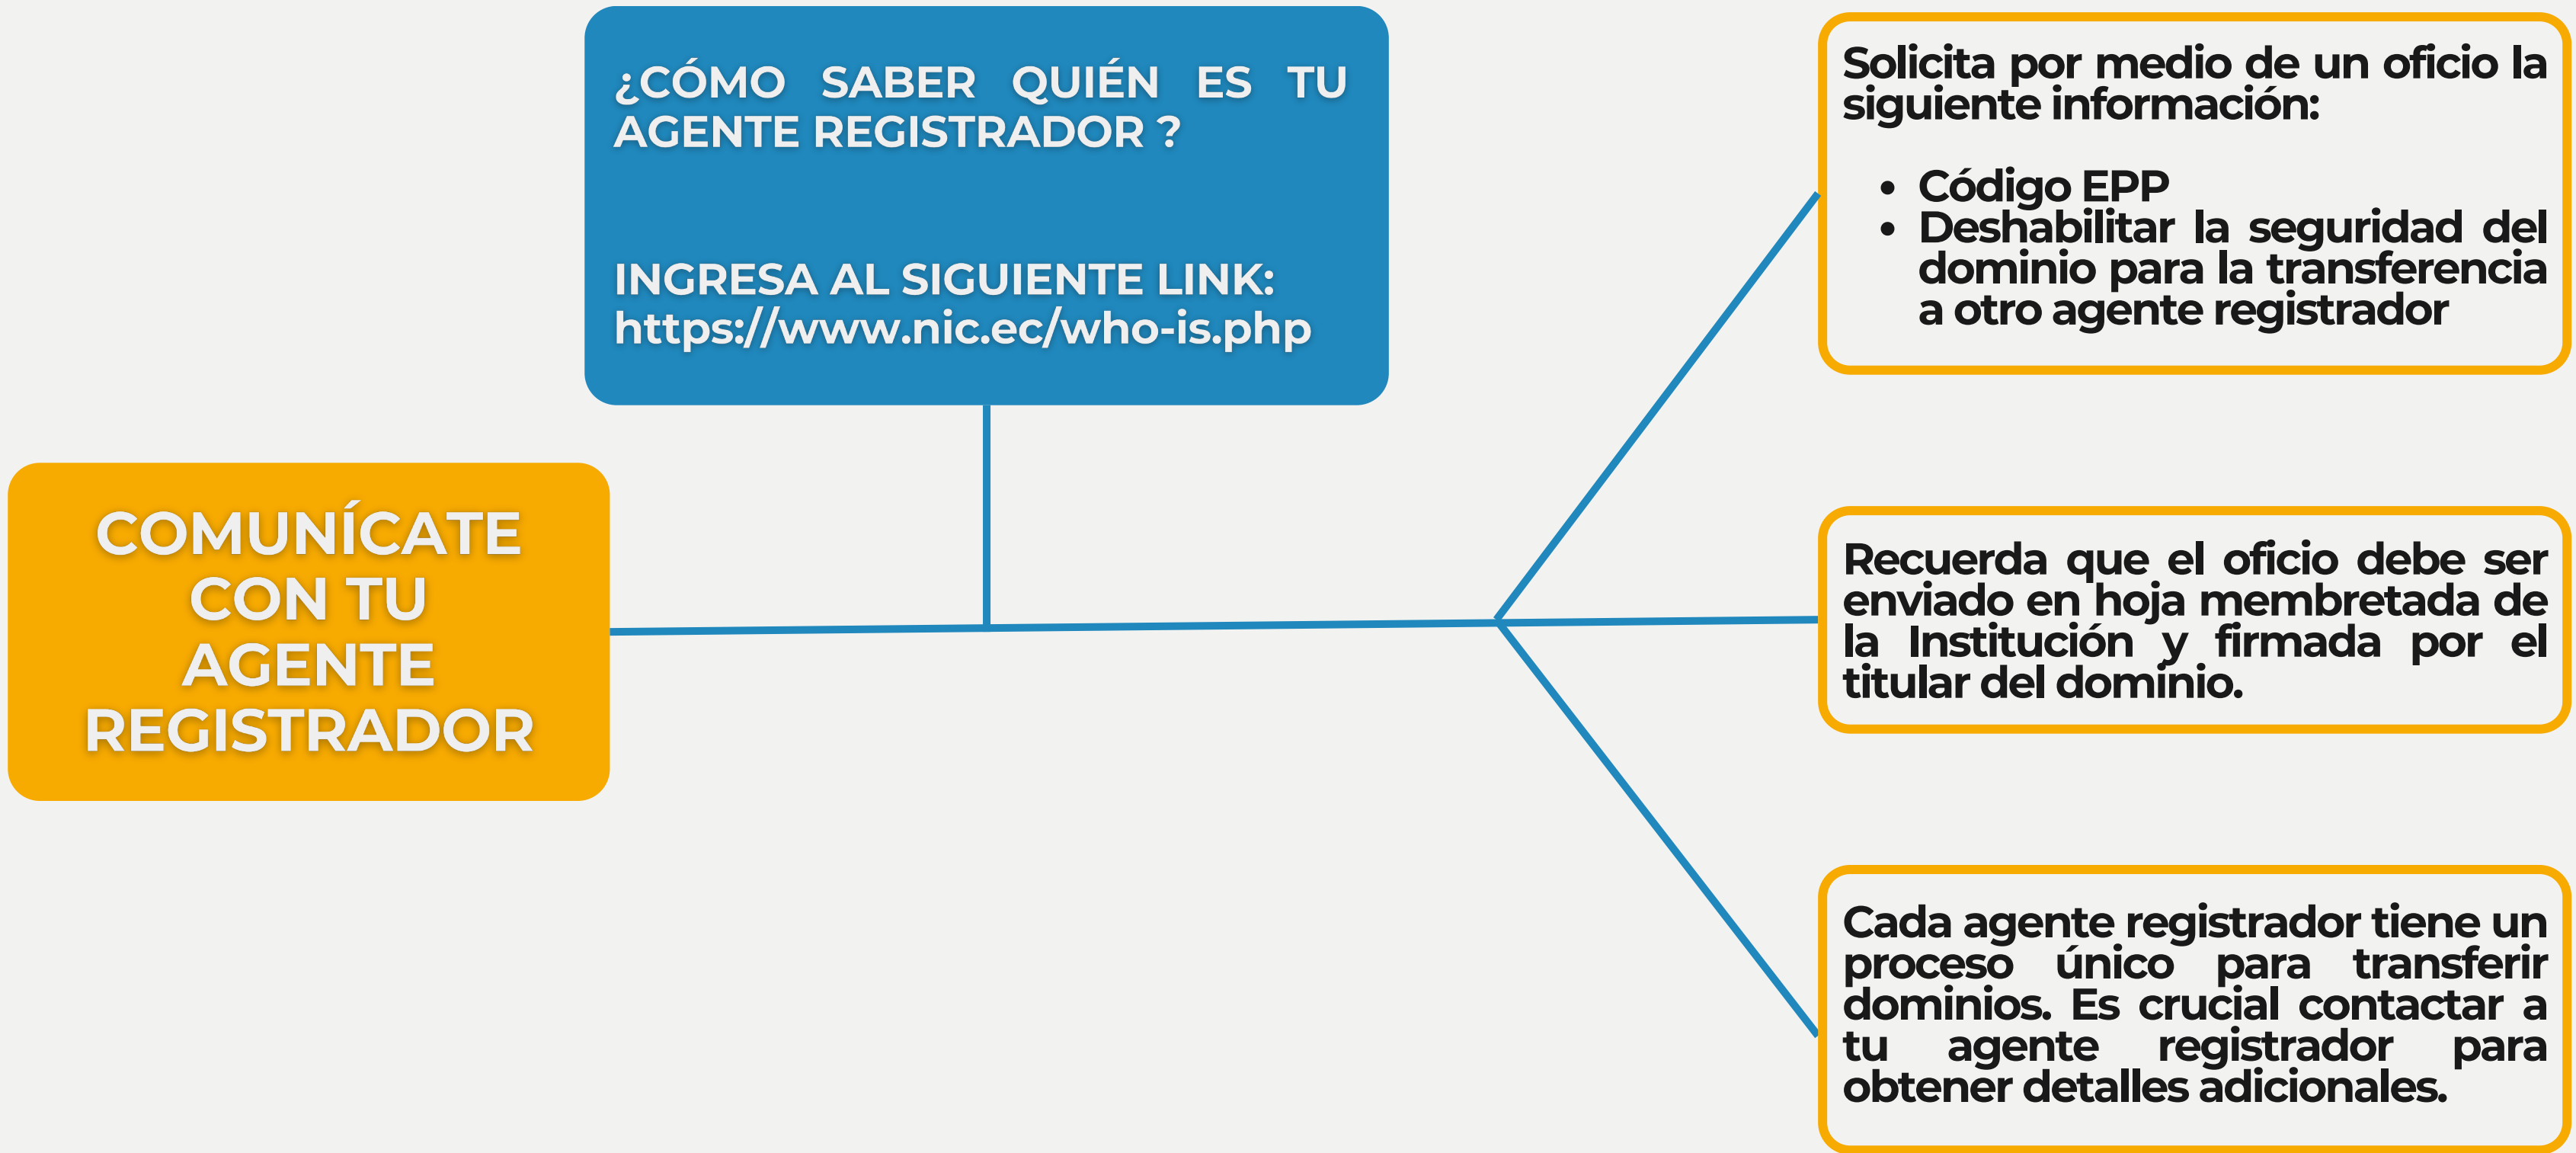 ¿CÓMO SABER QUIÉN ES TU
AGENTE REGISTRADOR ?
INGRESA AL SIGUIENTE LINK:
https://www.nic.ec/who-is.php
COMUNÍCATE
CON TU
AGENTE
REGISTRADOR
Solicita por medio de un oficio la
siguiente información:
• Código EPP
• Deshabilitar la seguridad del
dominio para la transferencia
a otro agente registrador
Recuerda que el oficio debe ser
enviado en hoja membretada de
la Institución y firmada por el
titular del dominio.
Cada agente registrador tiene un
proceso único para transferir
dominios. Es crucial contactar a
tu agente registrador para
obtener detalles adicionales.